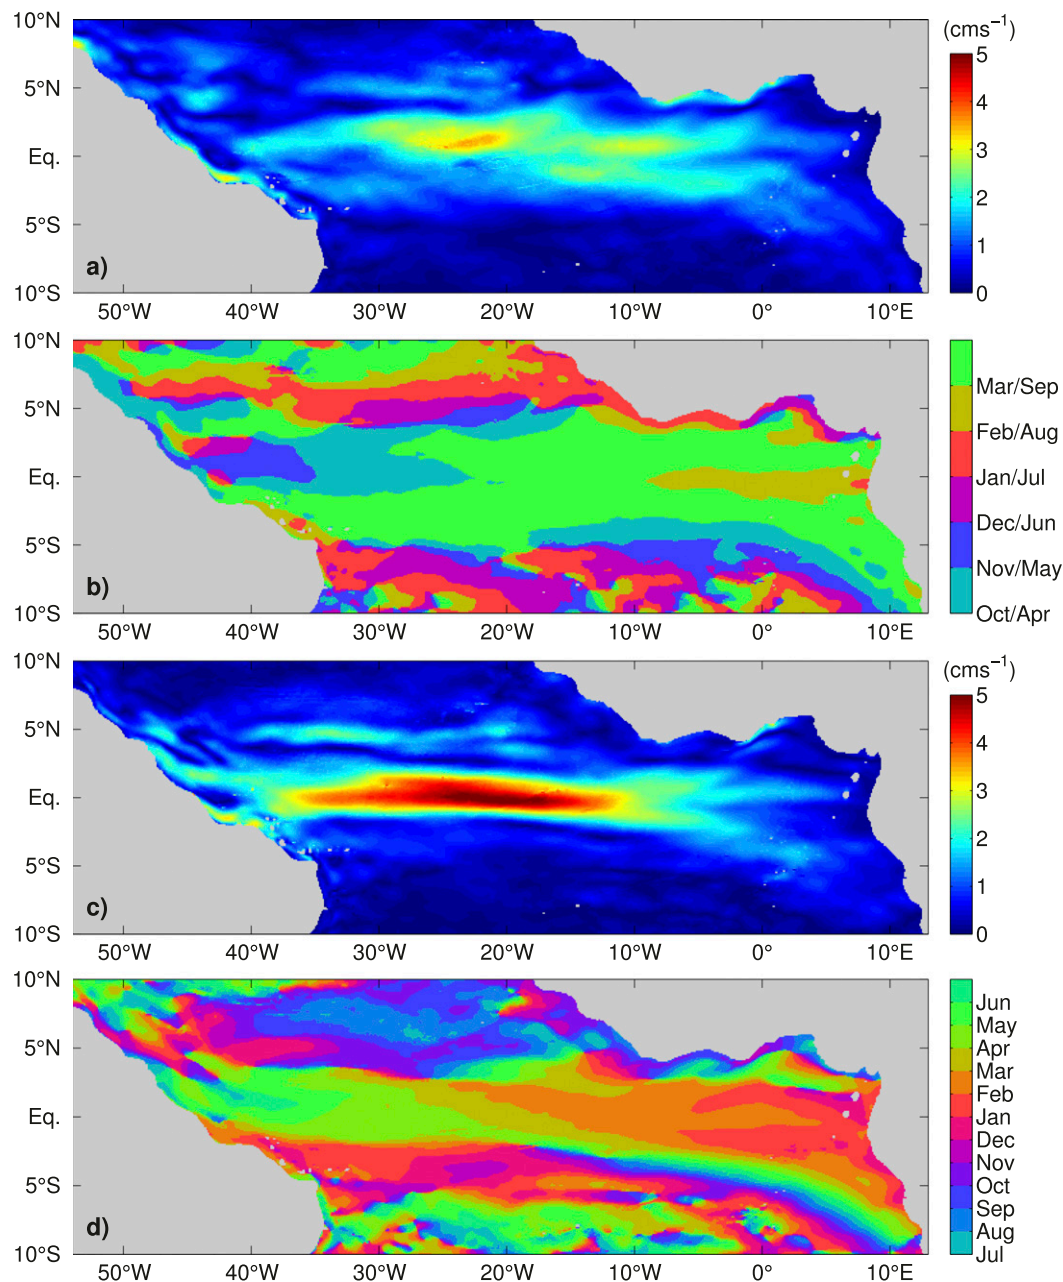 10°N (cms⁻¹)
5
5°N 4
3
Eq.
2
5°S 1
a)
10°S 0
50°W 40°W 30°W 20°W 10°W 0° 10°E
10°N
Mar/Sep
5°N Feb/Aug
Eq. Jan/Jul
Dec/Jun
5°S
Nov/May
b)
10°S Oct/Apr
50°W 40°W 30°W 20°W 10°W 0° 10°E
10°N (cms⁻¹)
5
5°N 4
3
Eq.
2
5°S 1
c)
10°S 0
50°W 40°W 30°W 20°W 10°W 0° 10°E
10°N
Jun
May
5°N Apr
Mar
Feb
Eq. Jan
Dec
Nov
5°S Oct
Sep
d) Aug
10°S Jul
50°W 40°W 30°W 20°W 10°W 0° 10°E